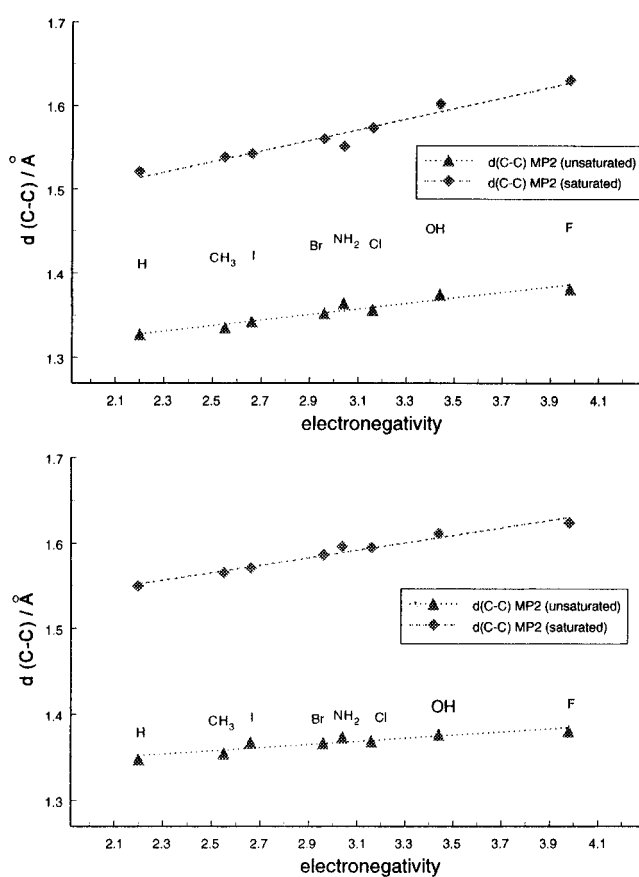 1.7
1.6
1.5
1.4
1.3
d (C-C) / Å
d(C-C) MP2 (unsaturated)
d(C-C) MP2 (saturated)
H
CH3
I
Br
NH2
Cl
OH
F
2.1 2.3 2.5 2.7 2.9 3.1 3.3 3.5 3.7 3.9 4.1
electronegativity
1.7
1.6
1.5
1.4
1.3
d (C-C) / Å
d(C-C) MP2 (unsaturated)
d(C-C) MP2 (saturated)
H
CH3
I
Br
NH2
Cl
OH
F
2.1 2.3 2.5 2.7 2.9 3.1 3.3 3.5 3.7 3.9 4.1
electronegativity